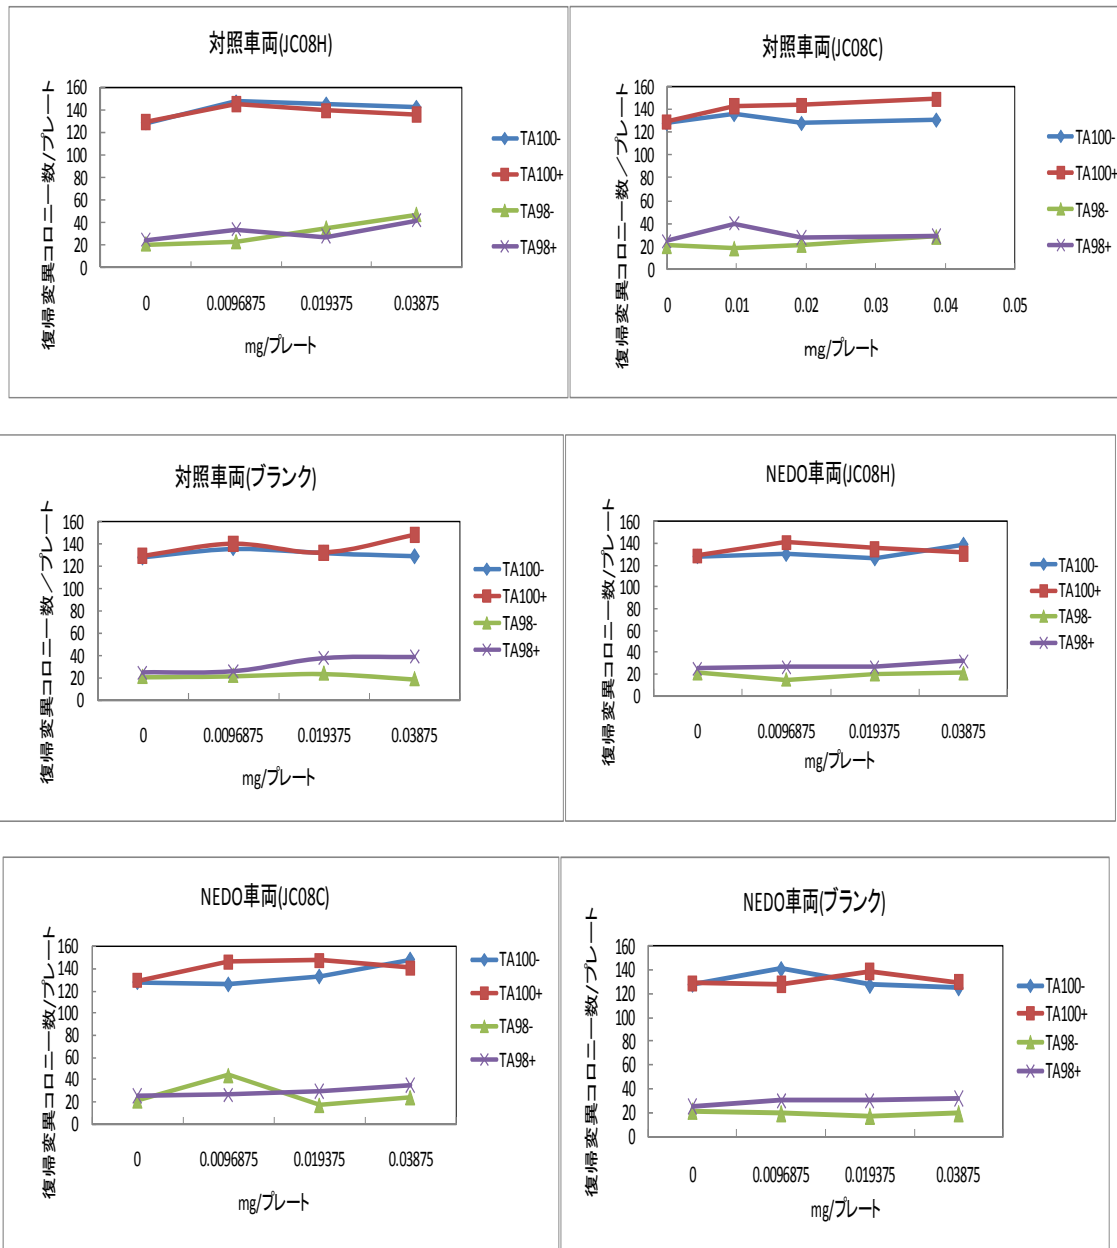 対照車両(JC08H)
復帰変異コロニー数/プレート
160
140
120
100
80
60
40
20
0
0 0.0096875 0.019375 0.03875
mg/プレート
TA100-
TA100+
TA98-
TA98+
対照車両(JC08C)
復帰変異コロニー数／プレート
160
140
120
100
80
60
40
20
0
0 0.01 0.02 0.03 0.04 0.05
mg/プレート
TA100-
TA100+
TA98-
TA98+
対照車両(ブランク)
復帰変異コロニー数／プレート
160
140
120
100
80
60
40
20
0
0 0.0096875 0.019375 0.03875
mg/プレート
TA100-
TA100+
TA98-
TA98+
NEDO車両(JC08H)
復帰変異コロニー数/プレート
160
140
120
100
80
60
40
20
0
0 0.0096875 0.019375 0.03875
mg/プレート
TA100-
TA100+
TA98-
TA98+
NEDO車両(JC08C)
復帰変異コロニー数/プレート
160
140
120
100
80
60
40
20
0
0 0.0096875 0.019375 0.03875
mg/プレート
TA100-
TA100+
TA98-
TA98+
NEDO車両(ブランク)
復帰変異コロニー数/プレート
160
140
120
100
80
60
40
20
0
0 0.0096875 0.019375 0.03875
mg/プレート
TA100-
TA100+
TA98-
TA98+